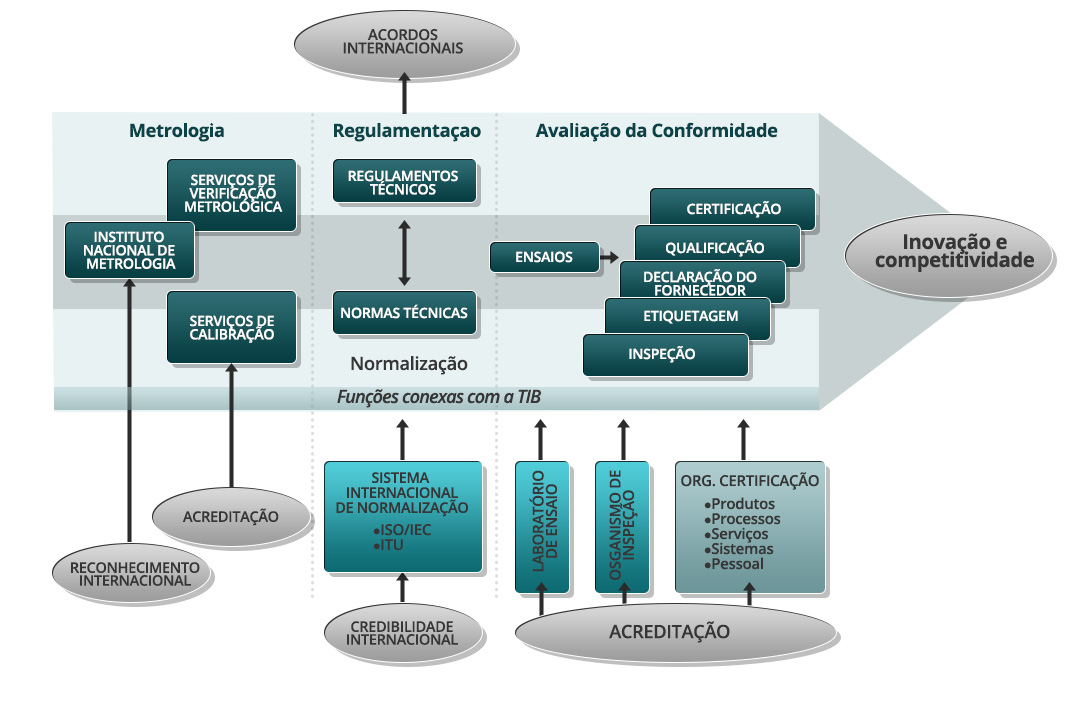 ACORDOS
INTERNACIONAIS
Metrologia
Regulamentaçao
Avaliação da Conformidade
SERVIÇOS DE
VERIFICAÇÃO
METROLÓGICA
INSTITUTO
NACIONAL DE
METROLOGIA
SERVIÇOS DE
CALIBRAÇÃO
REGULAMENTOS
TÉCNICOS
NORMAS TÉCNICAS
Normalização
ENSAIOS
CERTIFICAÇÃO
QUALIFICAÇÃO
DECLARAÇÃO DO
FORNECEDOR
ETIQUETAGEM
INSPEÇÃO
Inovação e
competitividade
Funções conexas com a TIB
ACREDITAÇÃO
RECONHECIMENTO
INTERNACIONAL
SISTEMA
INTERNACIONAL
DE NORMALIZAÇÃO
●ISO/IEC
●ITU
CREDIBILIDADE
INTERNACIONAL
LABORATÓRIO
DE ENSAIO
OSGANISMO DE
INSPEÇÃO
ORG. CERTIFICAÇÃO
●Produtos
●Processos
●Serviços
●Sistemas
●Pessoal
ACREDITAÇÃO